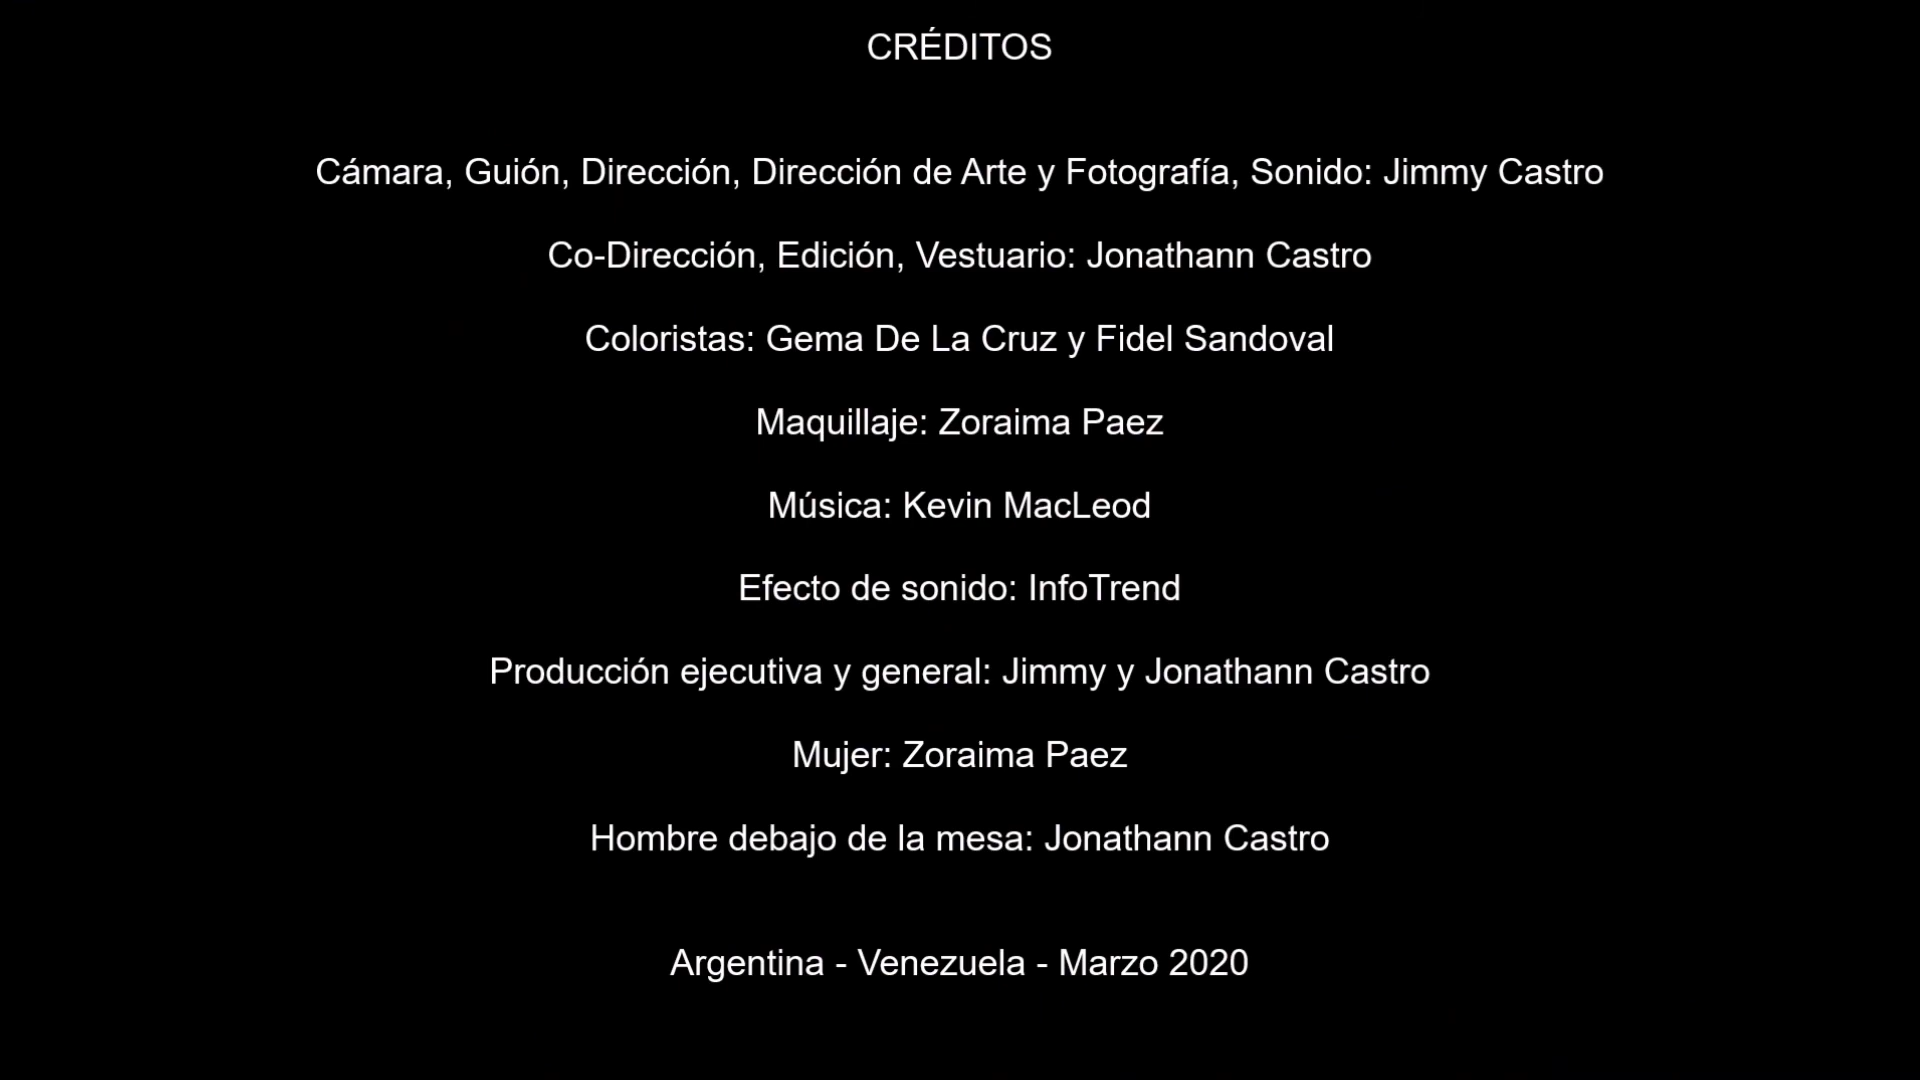 CRÉDITOS
Cámara, Guión, Dirección, Dirección de Arte y Fotografía, Sonido: Jimmy Castro
Co-Dirección, Edición, Vestuario: Jonathann Castro
Coloristas: Gema De La Cruz y Fidel Sandoval
Maquillaje: Zoraima Paez
Música: Kevin MacLeod
Efecto de sonido: InfoTrend
Producción ejecutiva y general: Jimmy y Jonathann Castro
Mujer: Zoraima Paez
Hombre debajo de la mesa: Jonathann Castro
Argentina - Venezuela - Marzo 2020